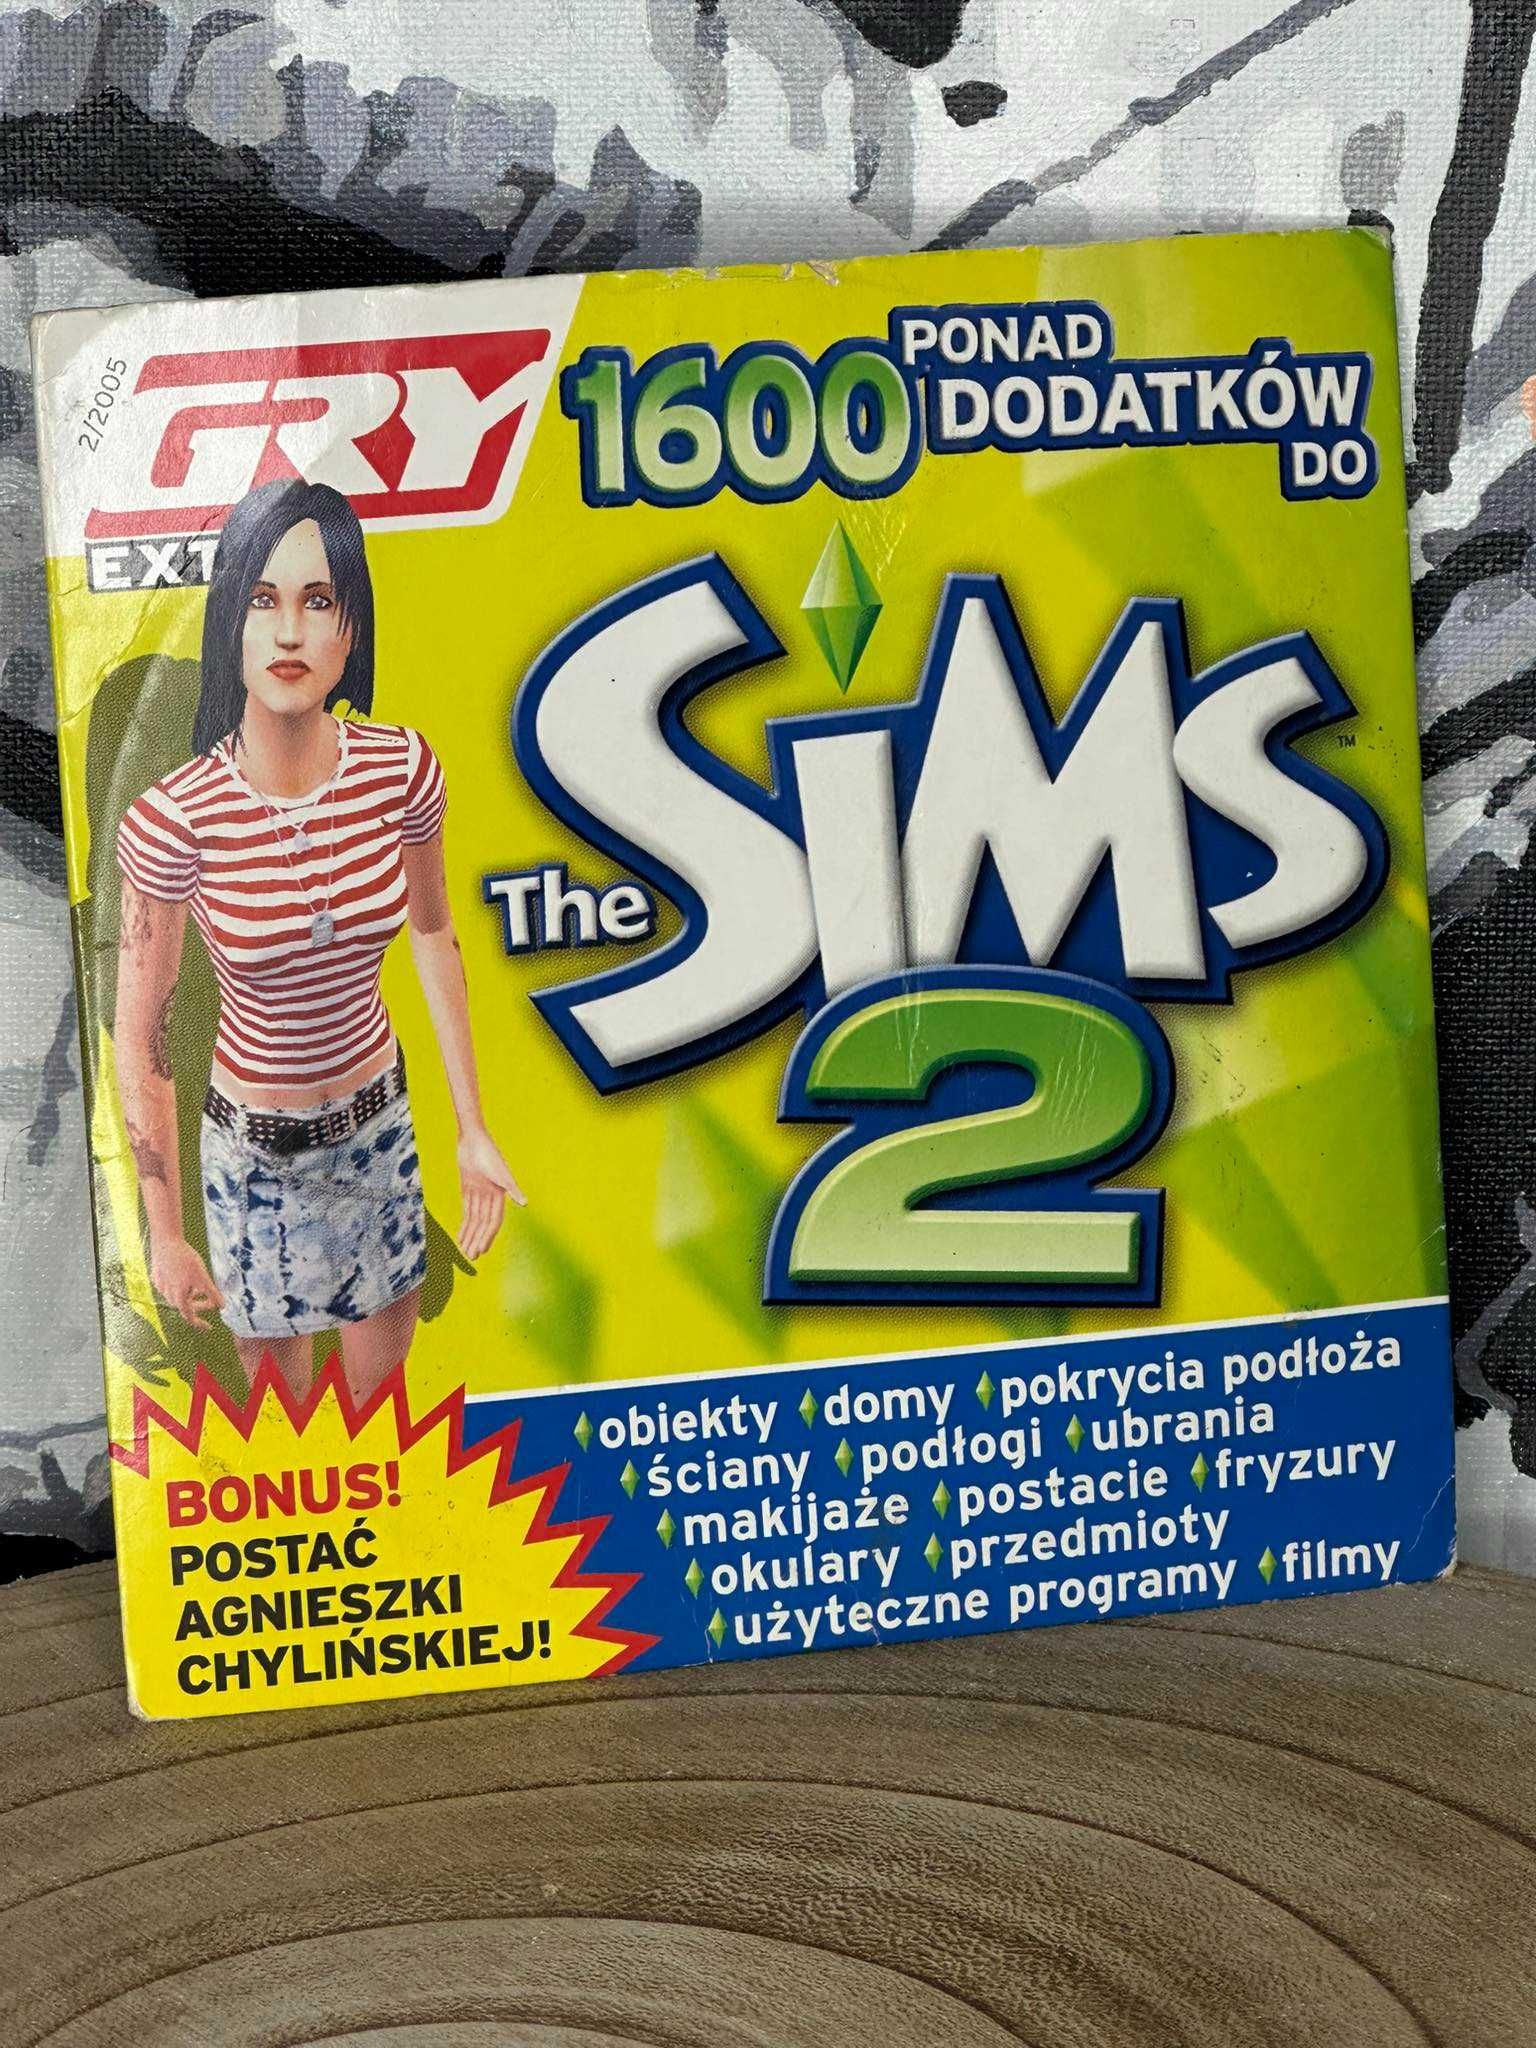 2/2005
GRY
EXT
PONAD
1600 DODATKÓW
DO
The SiMS
™
2
obiekty domy pokrycia podłoża
ściany podłogi ubrania
makijaże postacie fryzury
okulary przedmioty
użyteczne programy filmy
BONUS!
POSTAĆ
AGNIESZKI
CHYLIŃSKIEJ!